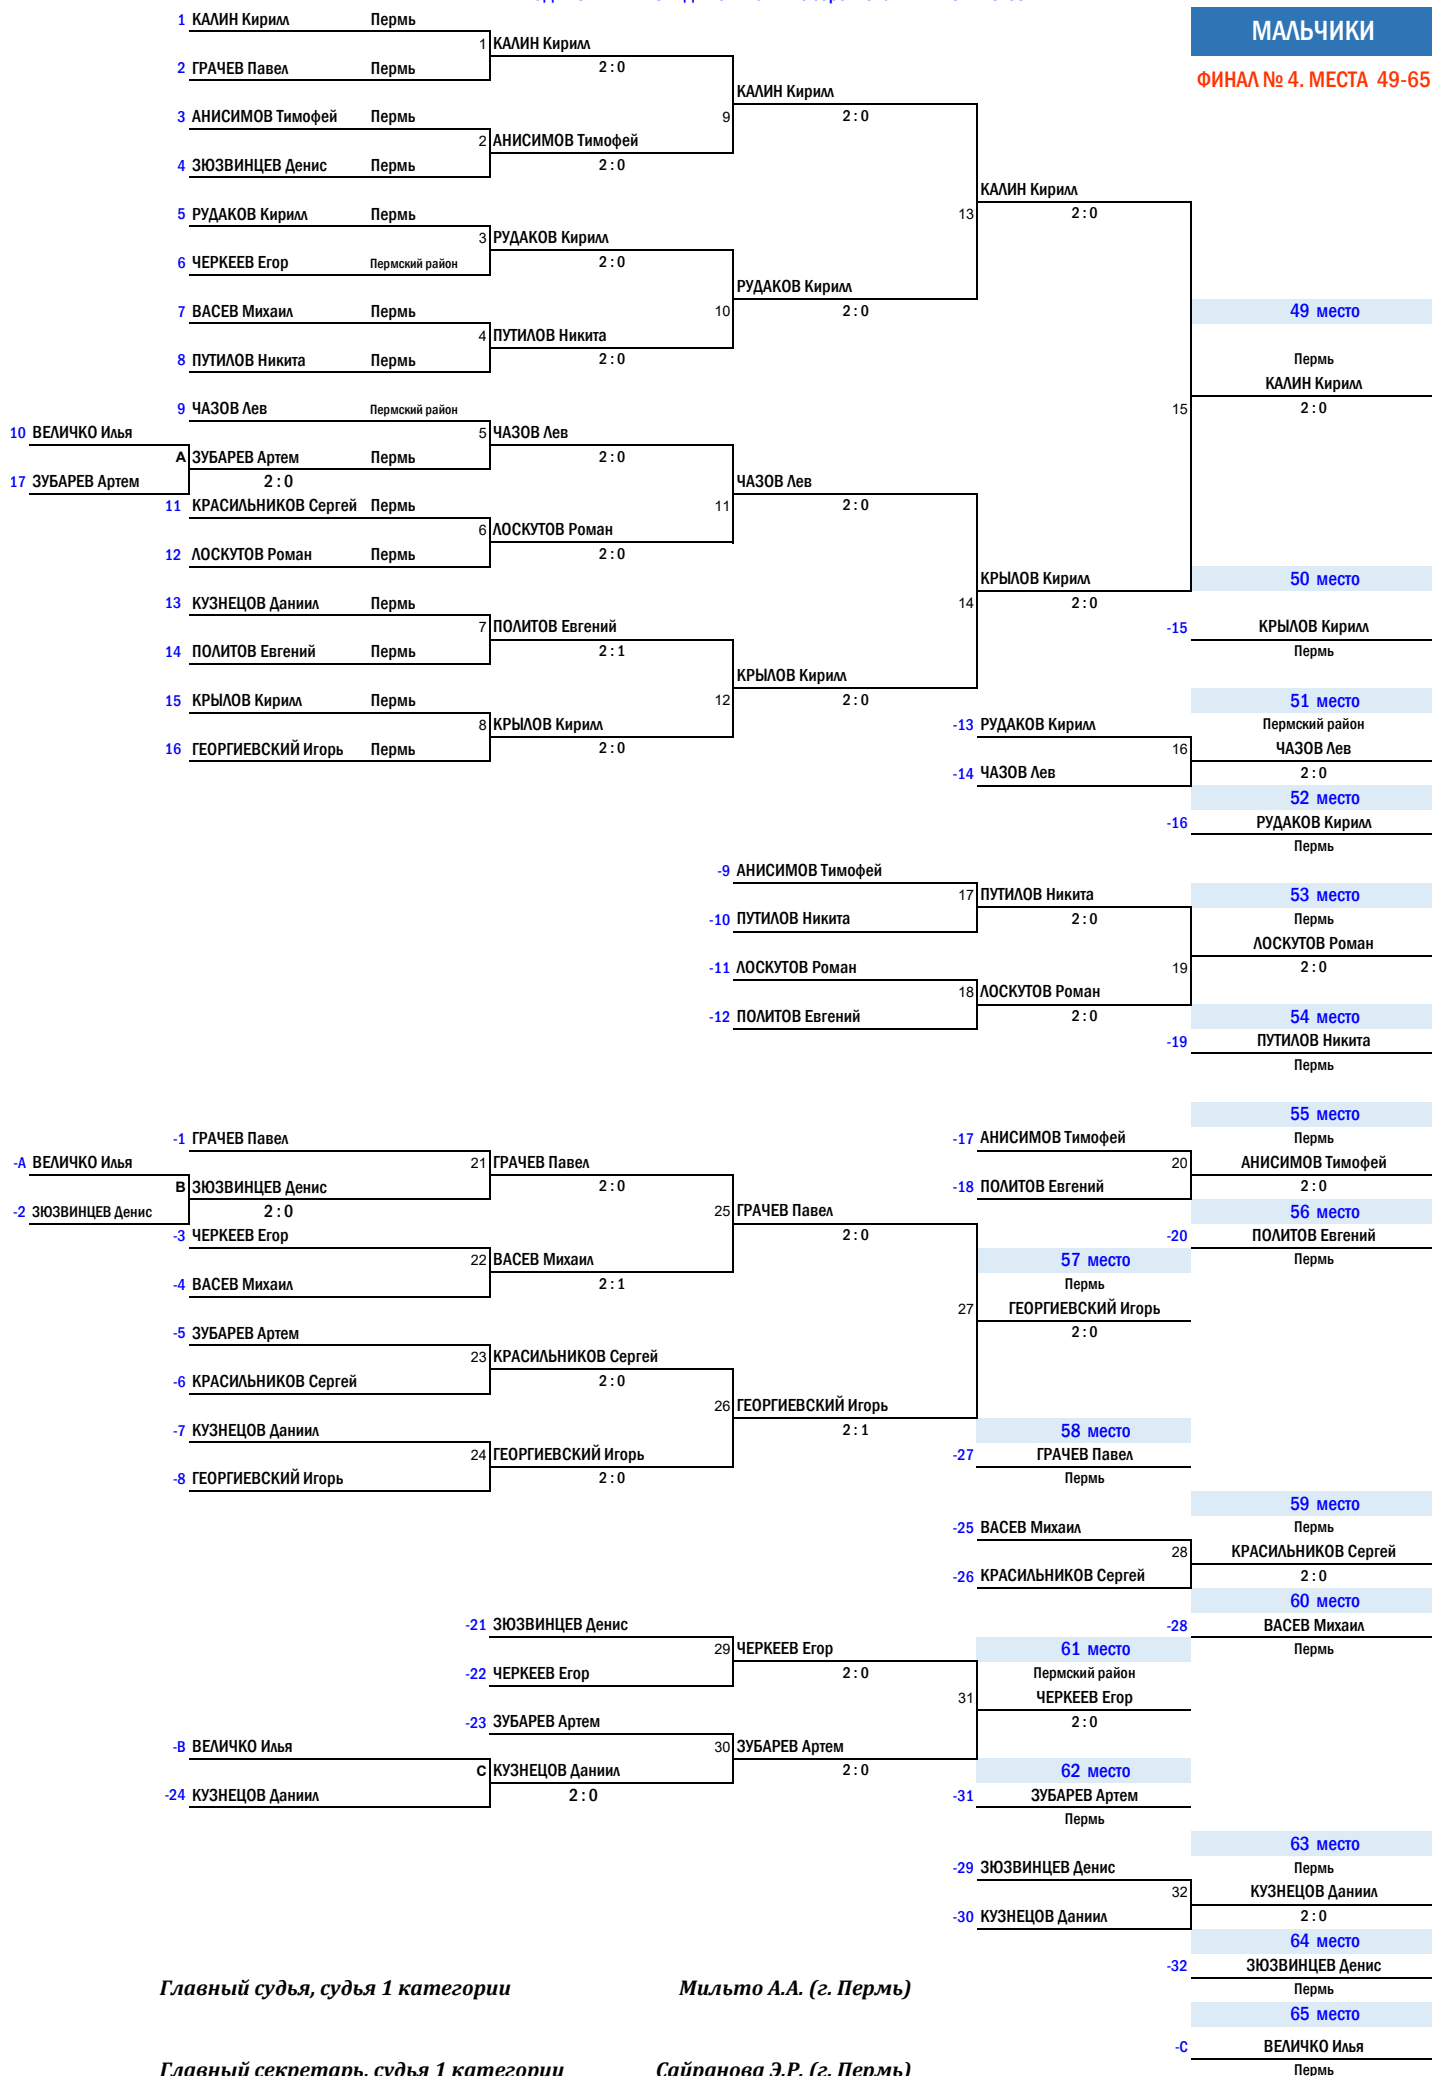 МАЛЬЧИКИ
ФИНАЛ № 4. МЕСТА 49-65
1 КАЛИН Кирилл Пермь
1 КАЛИН Кирилл
2 ГРАЧЕВ Павел Пермь
2 : 0
КАЛИН Кирилл
3 АНИСИМОВ Тимофей Пермь
9
2 : 0
2 АНИСИМОВ Тимофей
4 ЗЮЗВИНЦЕВ Денис Пермь
2 : 0
КАЛИН Кирилл
5 РУДАКОВ Кирилл Пермь
13
2 : 0
3 РУДАКОВ Кирилл
6 ЧЕРКЕЕВ Егор Пермский район
2 : 0
РУДАКОВ Кирилл
7 ВАСЕВ Михаил Пермь
10
2 : 0
49 место
4 ПУТИЛОВ Никита
8 ПУТИЛОВ Никита Пермь
2 : 0
Пермь
КАЛИН Кирилл
9 ЧАЗОВ Лев Пермский район
15
2 : 0
10 ВЕЛИЧКО Илья
5 ЧАЗОВ Лев
A ЗУБАРЕВ Артем Пермь
2 : 0
17 ЗУБАРЕВ Артем
2 : 0
ЧАЗОВ Лев
11 КРАСИЛЬНИКОВ Сергей Пермь
11
2 : 0
6 ЛОСКУТОВ Роман
12 ЛОСКУТОВ Роман Пермь
2 : 0
КРЫЛОВ Кирилл
50 место
13 КУЗНЕЦОВ Даниил Пермь
14
2 : 0
7 ПОЛИТОВ Евгений
-15 КРЫЛОВ Кирилл
14 ПОЛИТОВ Евгений Пермь
2 : 1
Пермь
КРЫЛОВ Кирилл
15 КРЫЛОВ Кирилл Пермь
12
2 : 0
51 место
8 КРЫЛОВ Кирилл
-13 РУДАКОВ Кирилл
Пермский район
16 ГЕОРГИЕВСКИЙ Игорь Пермь
2 : 0
16
ЧАЗОВ Лев
-14 ЧАЗОВ Лев
2 : 0
52 место
-16 РУДАКОВ Кирилл
Пермь
-9 АНИСИМОВ Тимофей
17 ПУТИЛОВ Никита
53 место
-10 ПУТИЛОВ Никита
2 : 0
Пермь
ЛОСКУТОВ Роман
-11 ЛОСКУТОВ Роман
19
2 : 0
18 ЛОСКУТОВ Роман
-12 ПОЛИТОВ Евгений
2 : 0
54 место
-19 ПУТИЛОВ Никита
Пермь
55 место
-1 ГРАЧЕВ Павел
-17 АНИСИМОВ Тимофей
Пермь
-A ВЕЛИЧКО Илья
21 ГРАЧЕВ Павел
20
АНИСИМОВ Тимофей
B ЗЮЗВИНЦЕВ Денис
2 : 0
-18 ПОЛИТОВ Евгений
2 : 0
-2 ЗЮЗВИНЦЕВ Денис
2 : 0
25 ГРАЧЕВ Павел
56 место
-3 ЧЕРКЕЕВ Егор
2 : 0
-20 ПОЛИТОВ Евгений
22 ВАСЕВ Михаил
57 место
Пермь
-4 ВАСЕВ Михаил
2 : 1
Пермь
27
ГЕОРГИЕВСКИЙ Игорь
-5 ЗУБАРЕВ Артем
2 : 0
23 КРАСИЛЬНИКОВ Сергей
-6 КРАСИЛЬНИКОВ Сергей
2 : 0
26 ГЕОРГИЕВСКИЙ Игорь
-7 КУЗНЕЦОВ Даниил
2 : 1
58 место
24 ГЕОРГИЕВСКИЙ Игорь
-27 ГРАЧЕВ Павел
-8 ГЕОРГИЕВСКИЙ Игорь
2 : 0
Пермь
59 место
-25 ВАСЕВ Михаил
Пермь
28
КРАСИЛЬНИКОВ Сергей
-26 КРАСИЛЬНИКОВ Сергей
2 : 0
60 место
-21 ЗЮЗВИНЦЕВ Денис
-28 ВАСЕВ Михаил
29 ЧЕРКЕЕВ Егор
61 место
Пермь
-22 ЧЕРКЕЕВ Егор
2 : 0
Пермский район
31
ЧЕРКЕЕВ Егор
-23 ЗУБАРЕВ Артем
2 : 0
-B ВЕЛИЧКО Илья
30 ЗУБАРЕВ Артем
C КУЗНЕЦОВ Даниил
2 : 0
62 место
-24 КУЗНЕЦОВ Даниил
2 : 0
-31 ЗУБАРЕВ Артем
Пермь
63 место
-29 ЗЮЗВИНЦЕВ Денис
Пермь
32
КУЗНЕЦОВ Даниил
-30 КУЗНЕЦОВ Даниил
2 : 0
64 место
-32 ЗЮЗВИНЦЕВ Денис
Главный судья, судья 1 категории Мильто А.А. (г. Пермь)
Пермь
65 место
-C ВЕЛИЧКО Илья
Главный секретарь, судья 1 категории Сайранова Э.Р. (г. Пермь)
Пермь